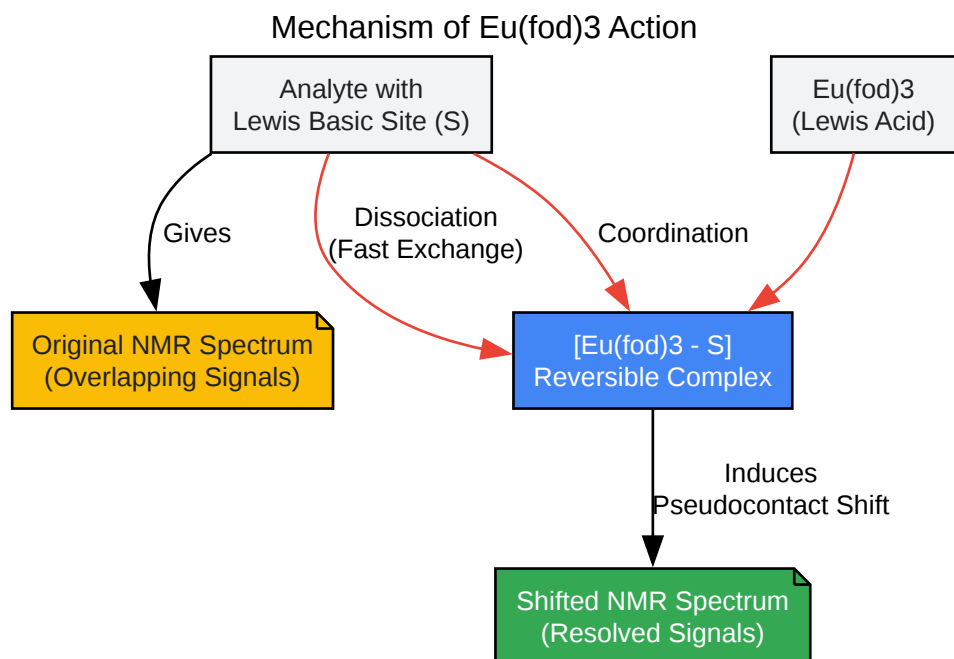 Mechanism of Eu(fod)3 Action
Analyte with
Lewis Basic Site (S)
Eu(fod)3
(Lewis Acid)
Gives
Dissociation
(Fast Exchange)
Coordination
Original NMR Spectrum
(Overlapping Signals)
[Eu(fod)3 - S]
Reversible Complex
Induces
Pseudocontact Shift
Shifted NMR Spectrum
(Resolved Signals)